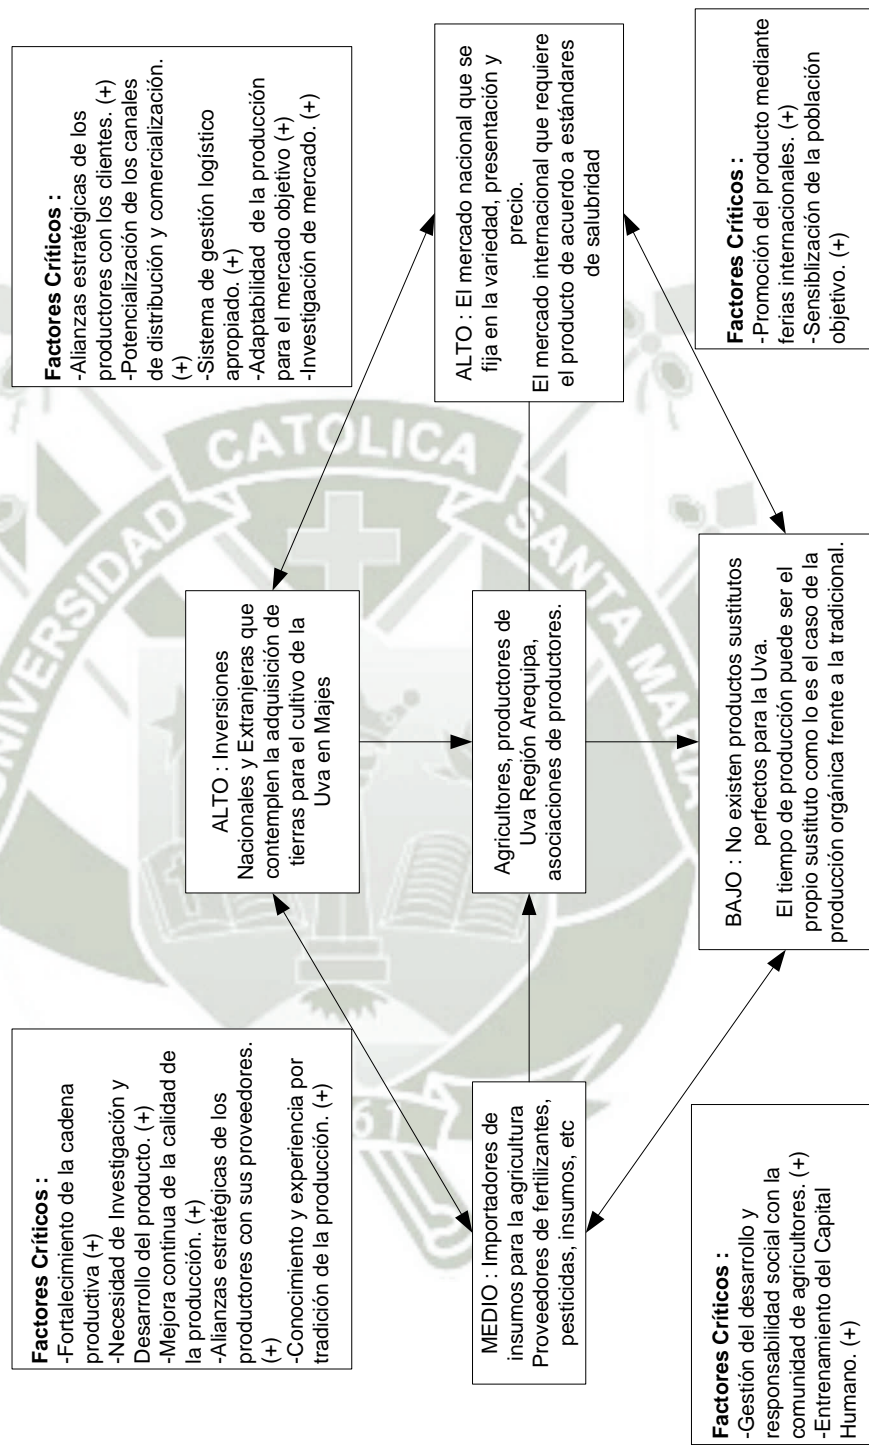 Factores Críticos :
-Fortalecimiento de la cadena
productiva (+)
-Necesidad de Investigación y
Desarrollo del producto. (+)
-Mejora contínua de la calidad de
la producción. (+)
-Alianzas estratégicas de los
productores con sus proveedores.
(+)
-Conocimiento y experiencia por
tradición de la producción. (+)
Factores Críticos :
-Alianzas estratégicas de los
productores con los clientes. (+)
-Potencialización de los canales
de distribución y comercialización.
(+)
-Sistema de gestión logístico
apropiado. (+)
-Adaptabilidad de la producción
para el mercado objetivo (+)
-Investigación de mercado. (+)
ALTO : Inversiones
Nacionales y Extranjeras que
contemplen la adquisición de
tierras para el cultivo de la
Uva en Majes
MEDIO : Importadores de
insumos para la agricultura
Proveedores de fertilizantes,
pesticidas, insumos, etc
Agricultores, productores de
Uva Región Arequipa,
asociaciones de productores.
ALTO : El mercado nacional que se
fija en la variedad, presentación y
precio.
El mercado internacional que requiere
el producto de acuerdo a estándares
de salubridad
BAJO : No existen productos sustitutos
perfectos para la Uva.
El tiempo de producción puede ser el
propio sustituto como lo es el caso de la
producción orgánica frente a la tradicional.
Factores Críticos :
-Gestión del desarrollo y
responsabilidad social con la
comunidad de agricultores. (+)
-Entrenamiento del Capital
Humano. (+)
Factores Críticos :
-Promoción del producto mediante
ferias internacionales. (+)
-Sensiblización de la población
objetivo. (+)
UNIVERSIDAD CATOLICA SANTA MARIA
61